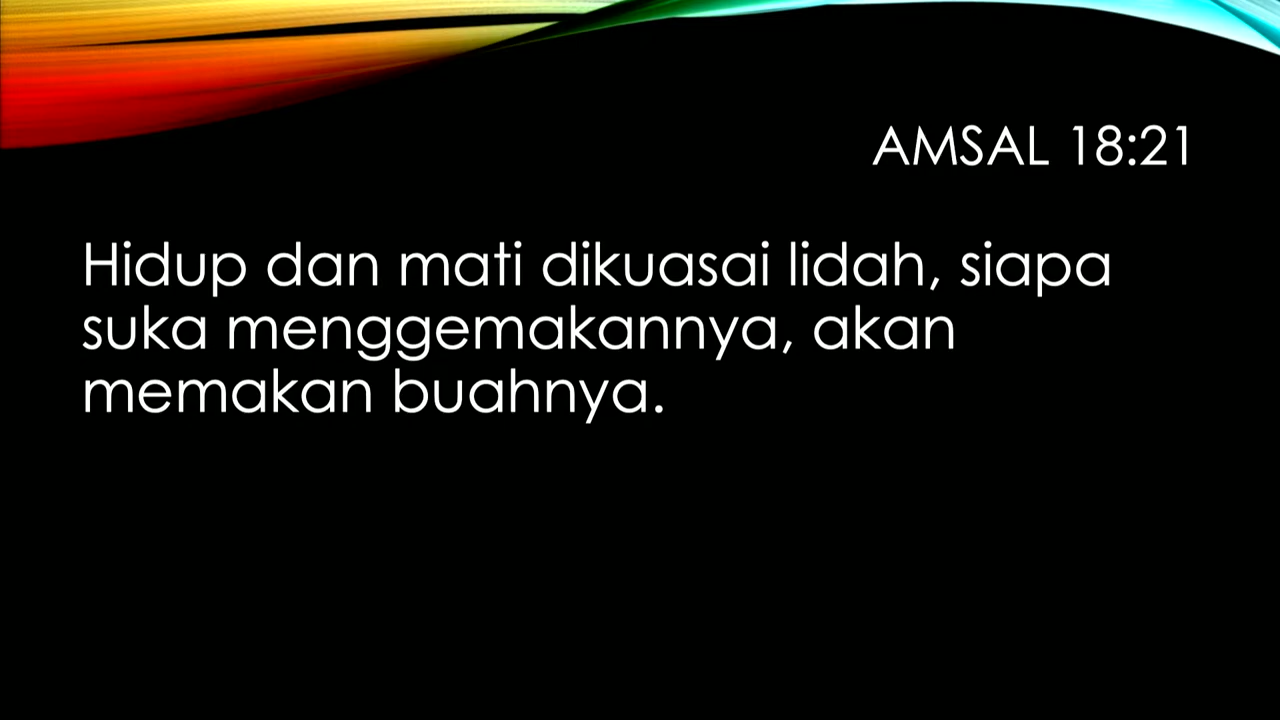 AMSAL 18:21
Hidup dan mati dikuasai lidah, siapa
suka menggemakannya, akan
memakan buahnya.